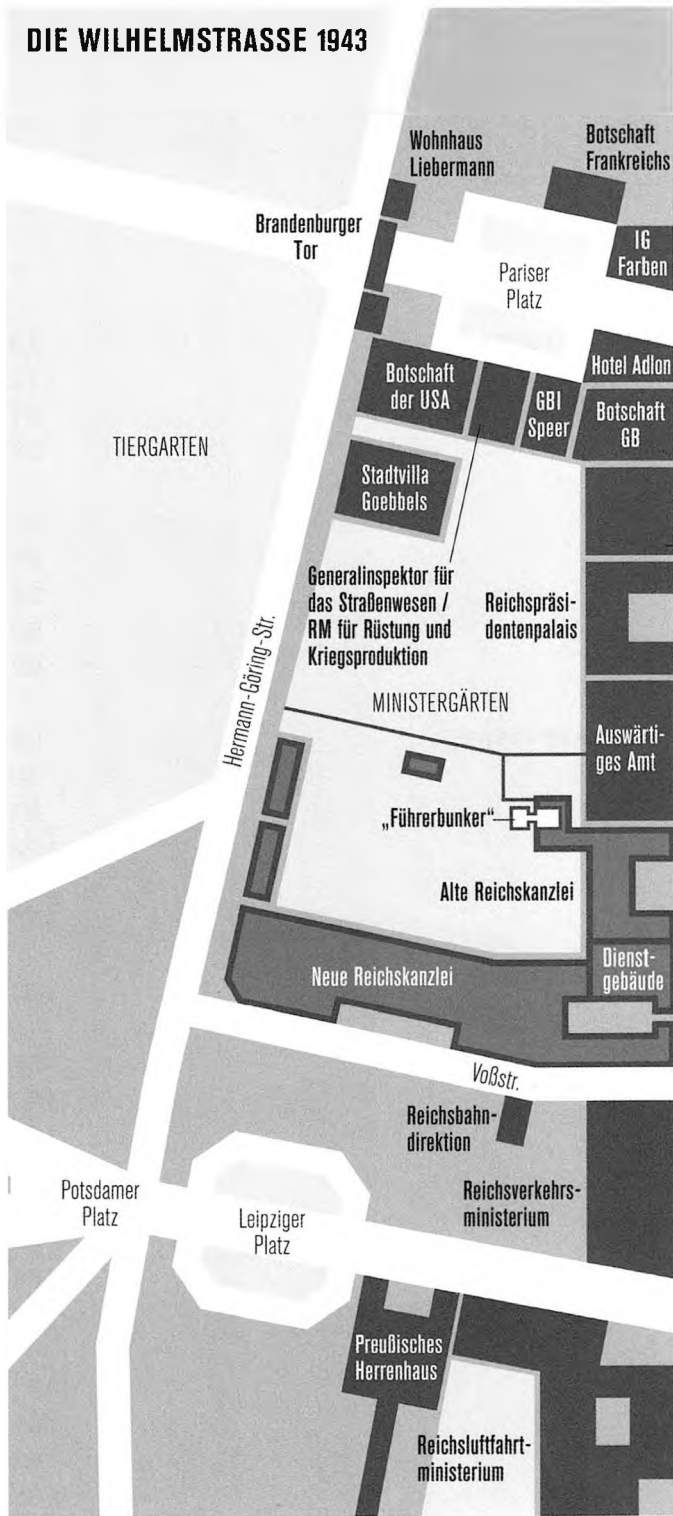 DIE WILHELMSTRASSE 1943
Wohnhaus
Liebermann
Botschaft
Frankreichs
Brandenburger
Tor
IG
Farben
Pariser
Platz
Hotel Adlon
Botschaft
der USA
GBI
Speer
Botschaft
GB
TIERGARTEN
Stadtvilla
Goebbels
Generalinspektor für
das Straßenwesen /
RM für Rüstung und
Kriegsproduktion
Reichspräsi-
dentenpalais
Hermann-Göring-Str.
MINISTERGÄRTEN
Auswärti-
ges Amt
„Führerbunker“
Alte Reichskanzlei
Neue Reichskanzlei
Dienst-
gebäude
Voßstr.
Reichsbahn-
direktion
Potsdamer
Platz
Leipziger
Platz
Reichsverkehrs-
ministerium
Preußisches
Herrenhaus
Reichsluftfahrt-
ministerium